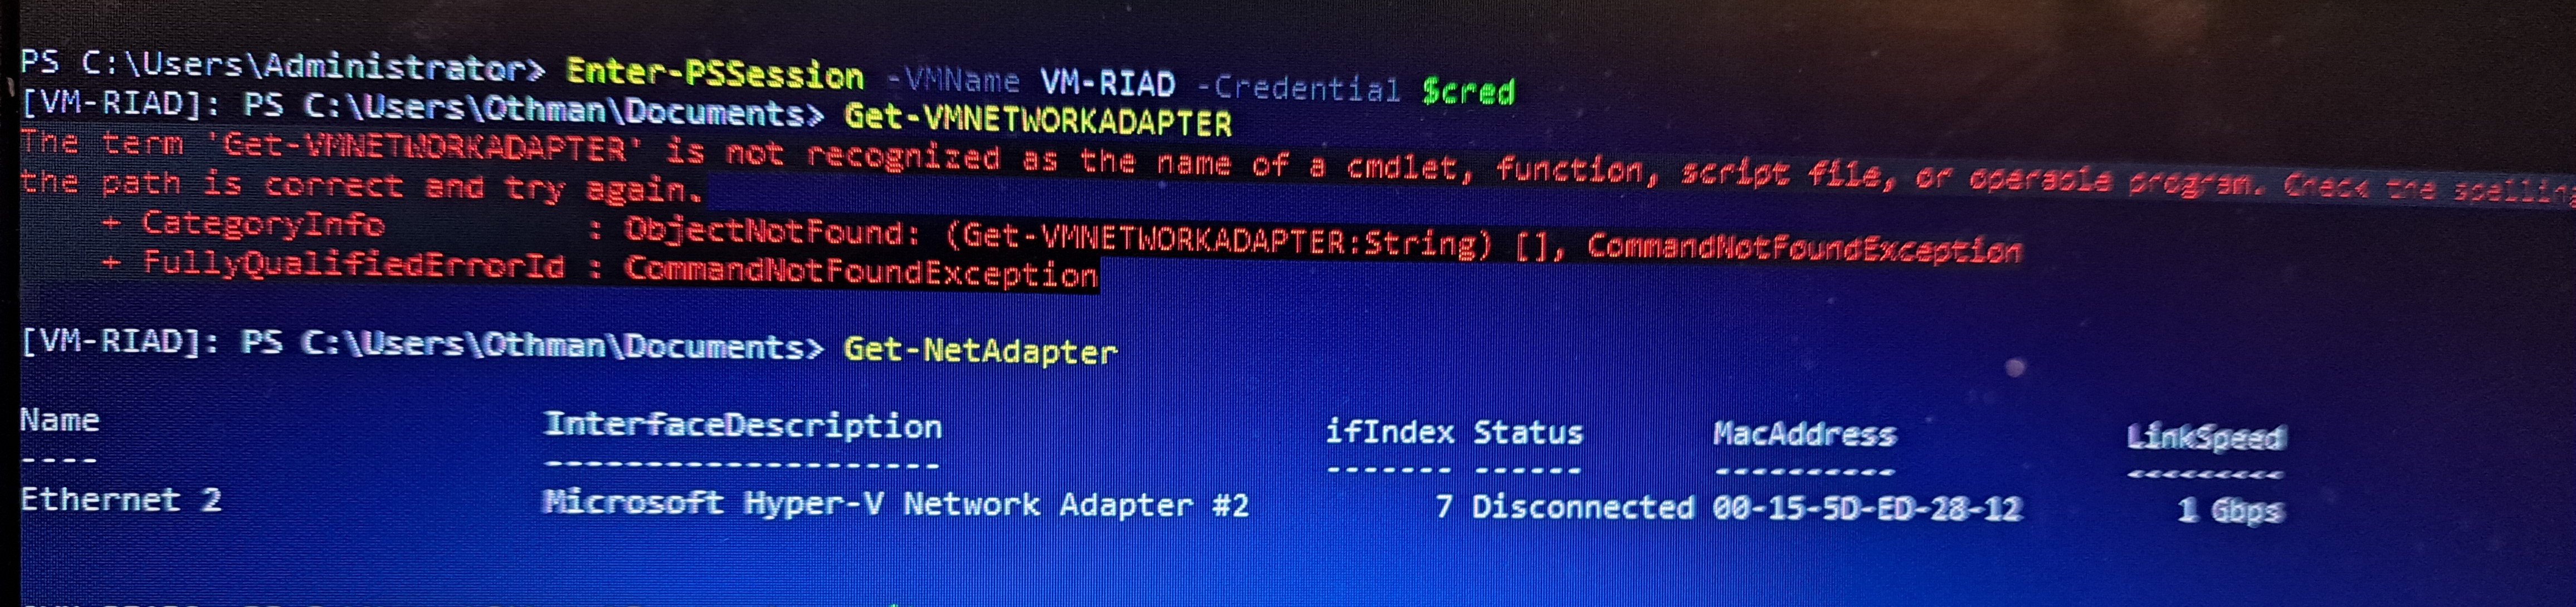 PS C:\Users\Administrator> Enter-PSSession -VMName VM-RIAD -Credential $cred
[VM-RIAD]: PS C:\Users\Othman\Documents> Get-VMNETWORKADAPTER
The term 'Get-VMNETWORKADAPTER' is not recognized as the name of a cmdlet, function, script file, or operable program. Check the spelling
the path is correct and try again.
+ CategoryInfo : ObjectNotFound: (Get-VMNETWORKADAPTER:String) [], CommandNotFoundException
+ FullyQualifiedErrorId : CommandNotFoundException
[VM-RIAD]: PS C:\Users\Othman\Documents> Get-NetAdapter
Name InterfaceDescription ifIndex Status MacAddress LinkSpeed
---- -------------------- ------- ------ ---------- ---------
Ethernet 2 Microsoft Hyper-V Network Adapter #2 7 Disconnected 00-15-5D-ED-28-12 1 Gbps